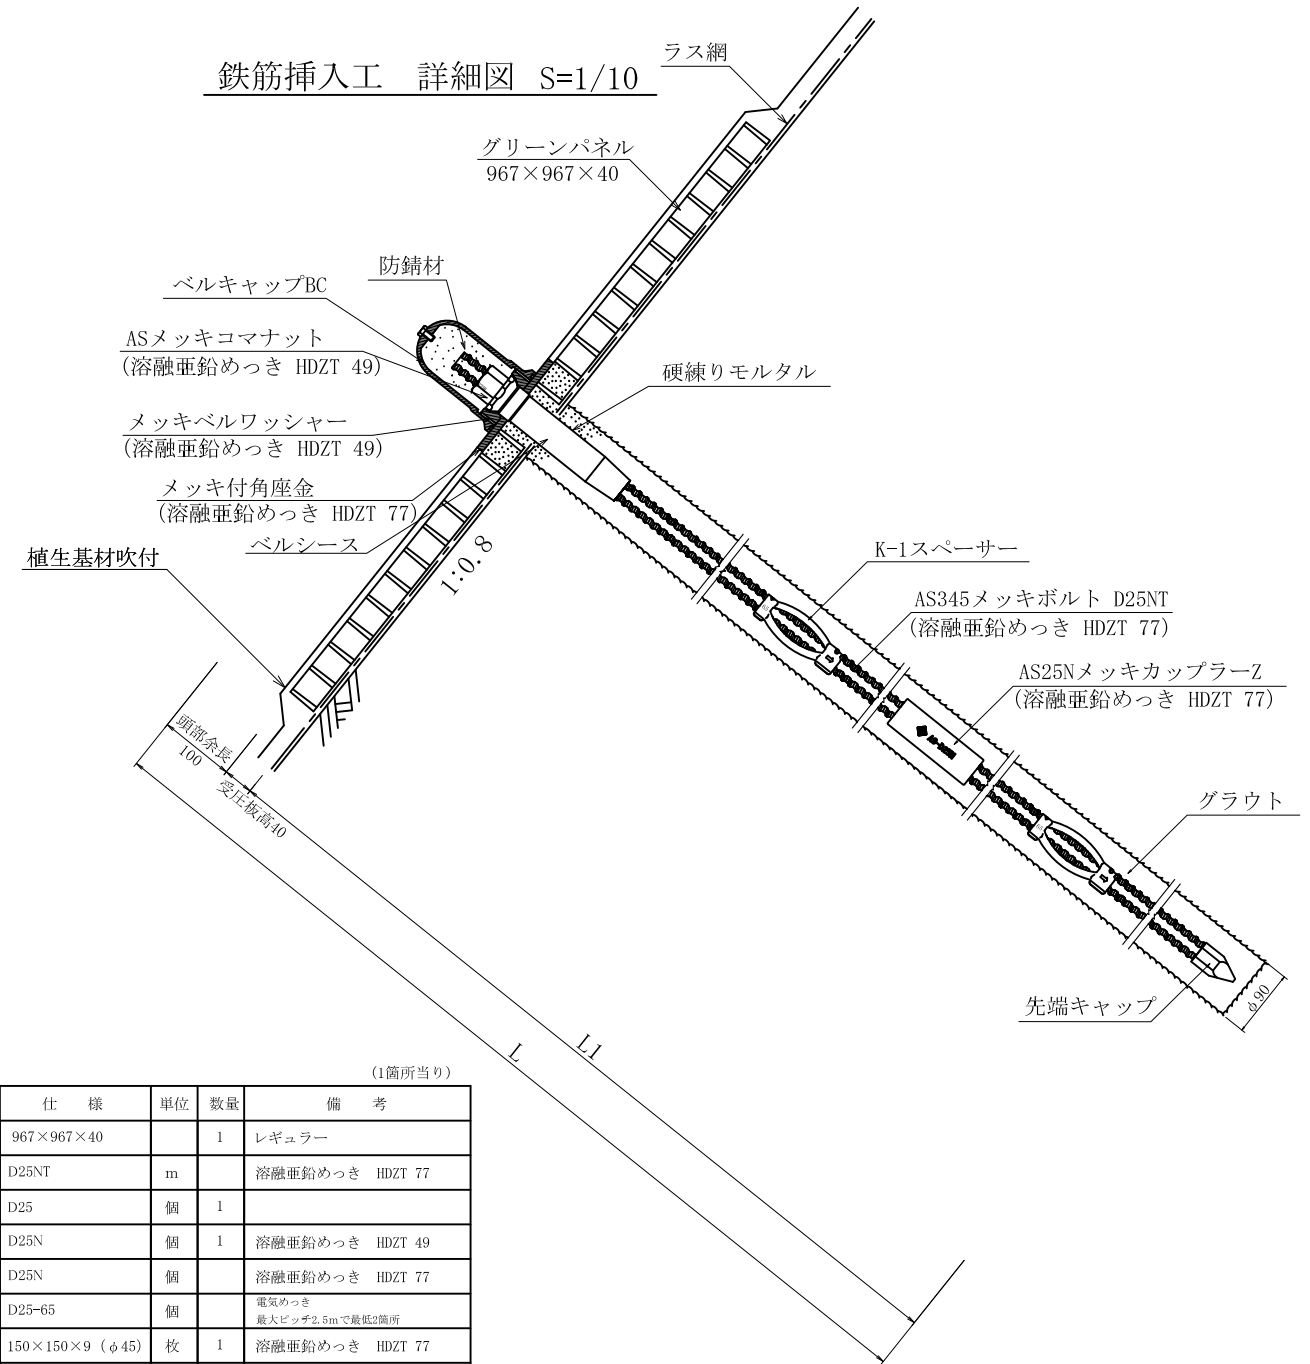 鉄筋挿入工　詳細図　S=1/10
ラス網
グリーンパネル
967×967×40
防錆材
ベルキャップBC
ASメッキコマナット
(溶融亜鉛めっき HDZT 49)
硬練りモルタル
メッキベルワッシャー
(溶融亜鉛めっき HDZT 49)
メッキ付角座金
(溶融亜鉛めっき HDZT 77)
ベルシース
植生基材吹付
1:0.8
K-1スペーサー
AS345メッキボルト D25NT
(溶融亜鉛めっき HDZT 77)
AS25NメッキカップラーZ
(溶融亜鉛めっき HDZT 77)
頭部余長
100
受圧板高40
グラウト
先端キャップ
φ90
L1
L
(1箇所当り)
仕　様　単位　数量　備　考
967×967×40　1　レギュラー
D25NT　m　溶融亜鉛めっき　HDZT 77
D25　個　1
D25N　個　1　溶融亜鉛めっき　HDZT 49
D25N　個　溶融亜鉛めっき　HDZT 77
D25-65　個　電気めっき
最大ピッチ2.5mで最低2箇所
150×150×9 (φ45)　枚　1　溶融亜鉛めっき　HDZT 77